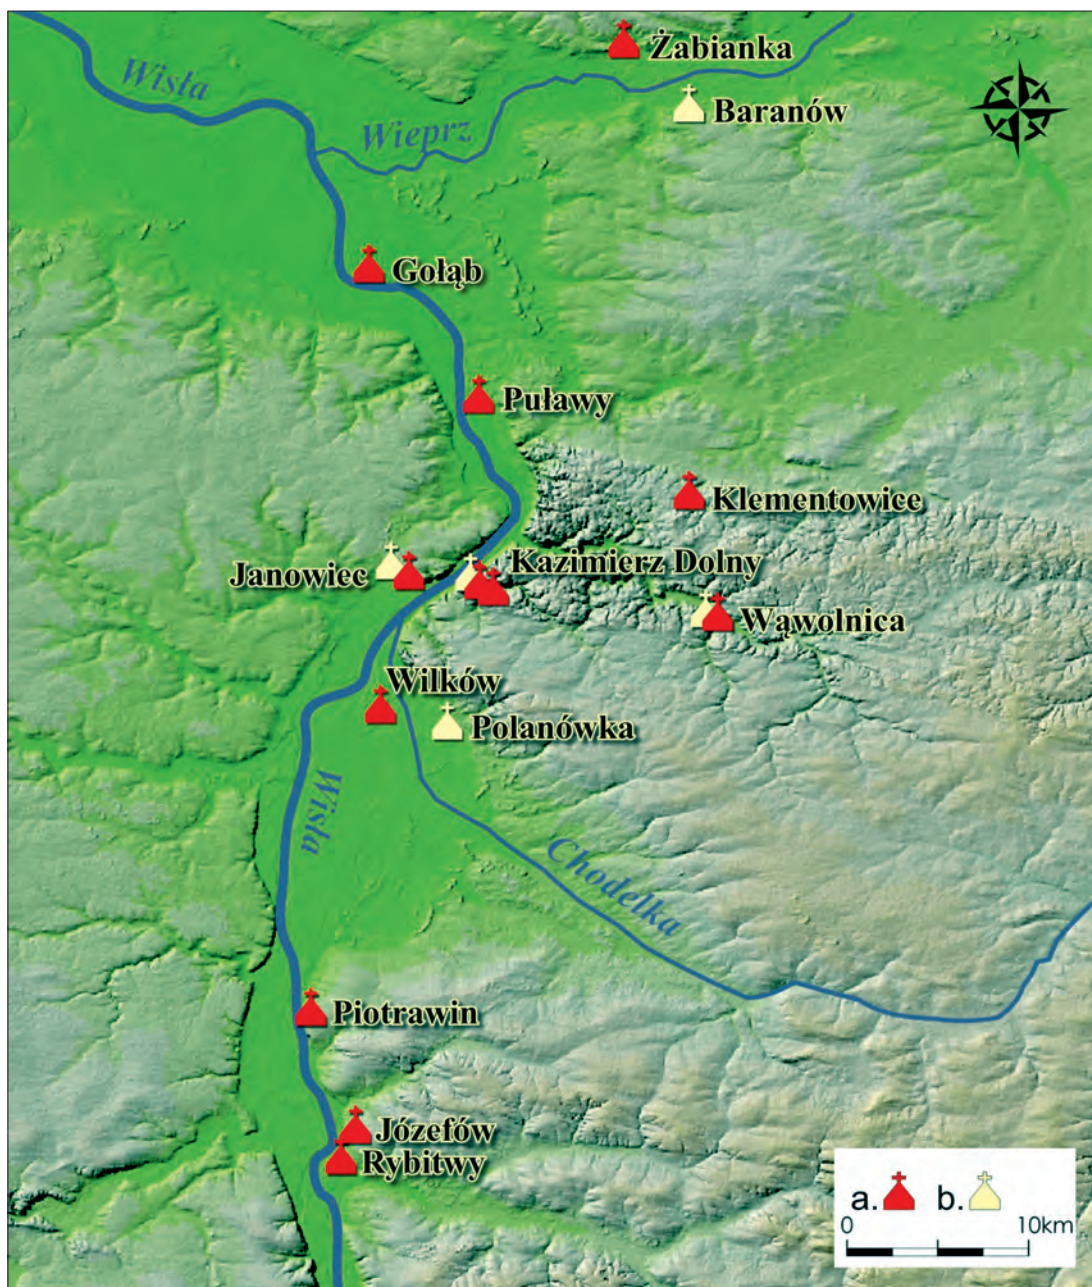 Żabianka
Wisła
Baranów
Wieprz
Gołąb
Puławy
Klementowice
Kazimierz Dolny
Janowiec
Wąwolnica
Wilków
Polanówka
Wisła
Chodelka
Piotrawin
Józefów
Rybitwy
a. b.
0 10km